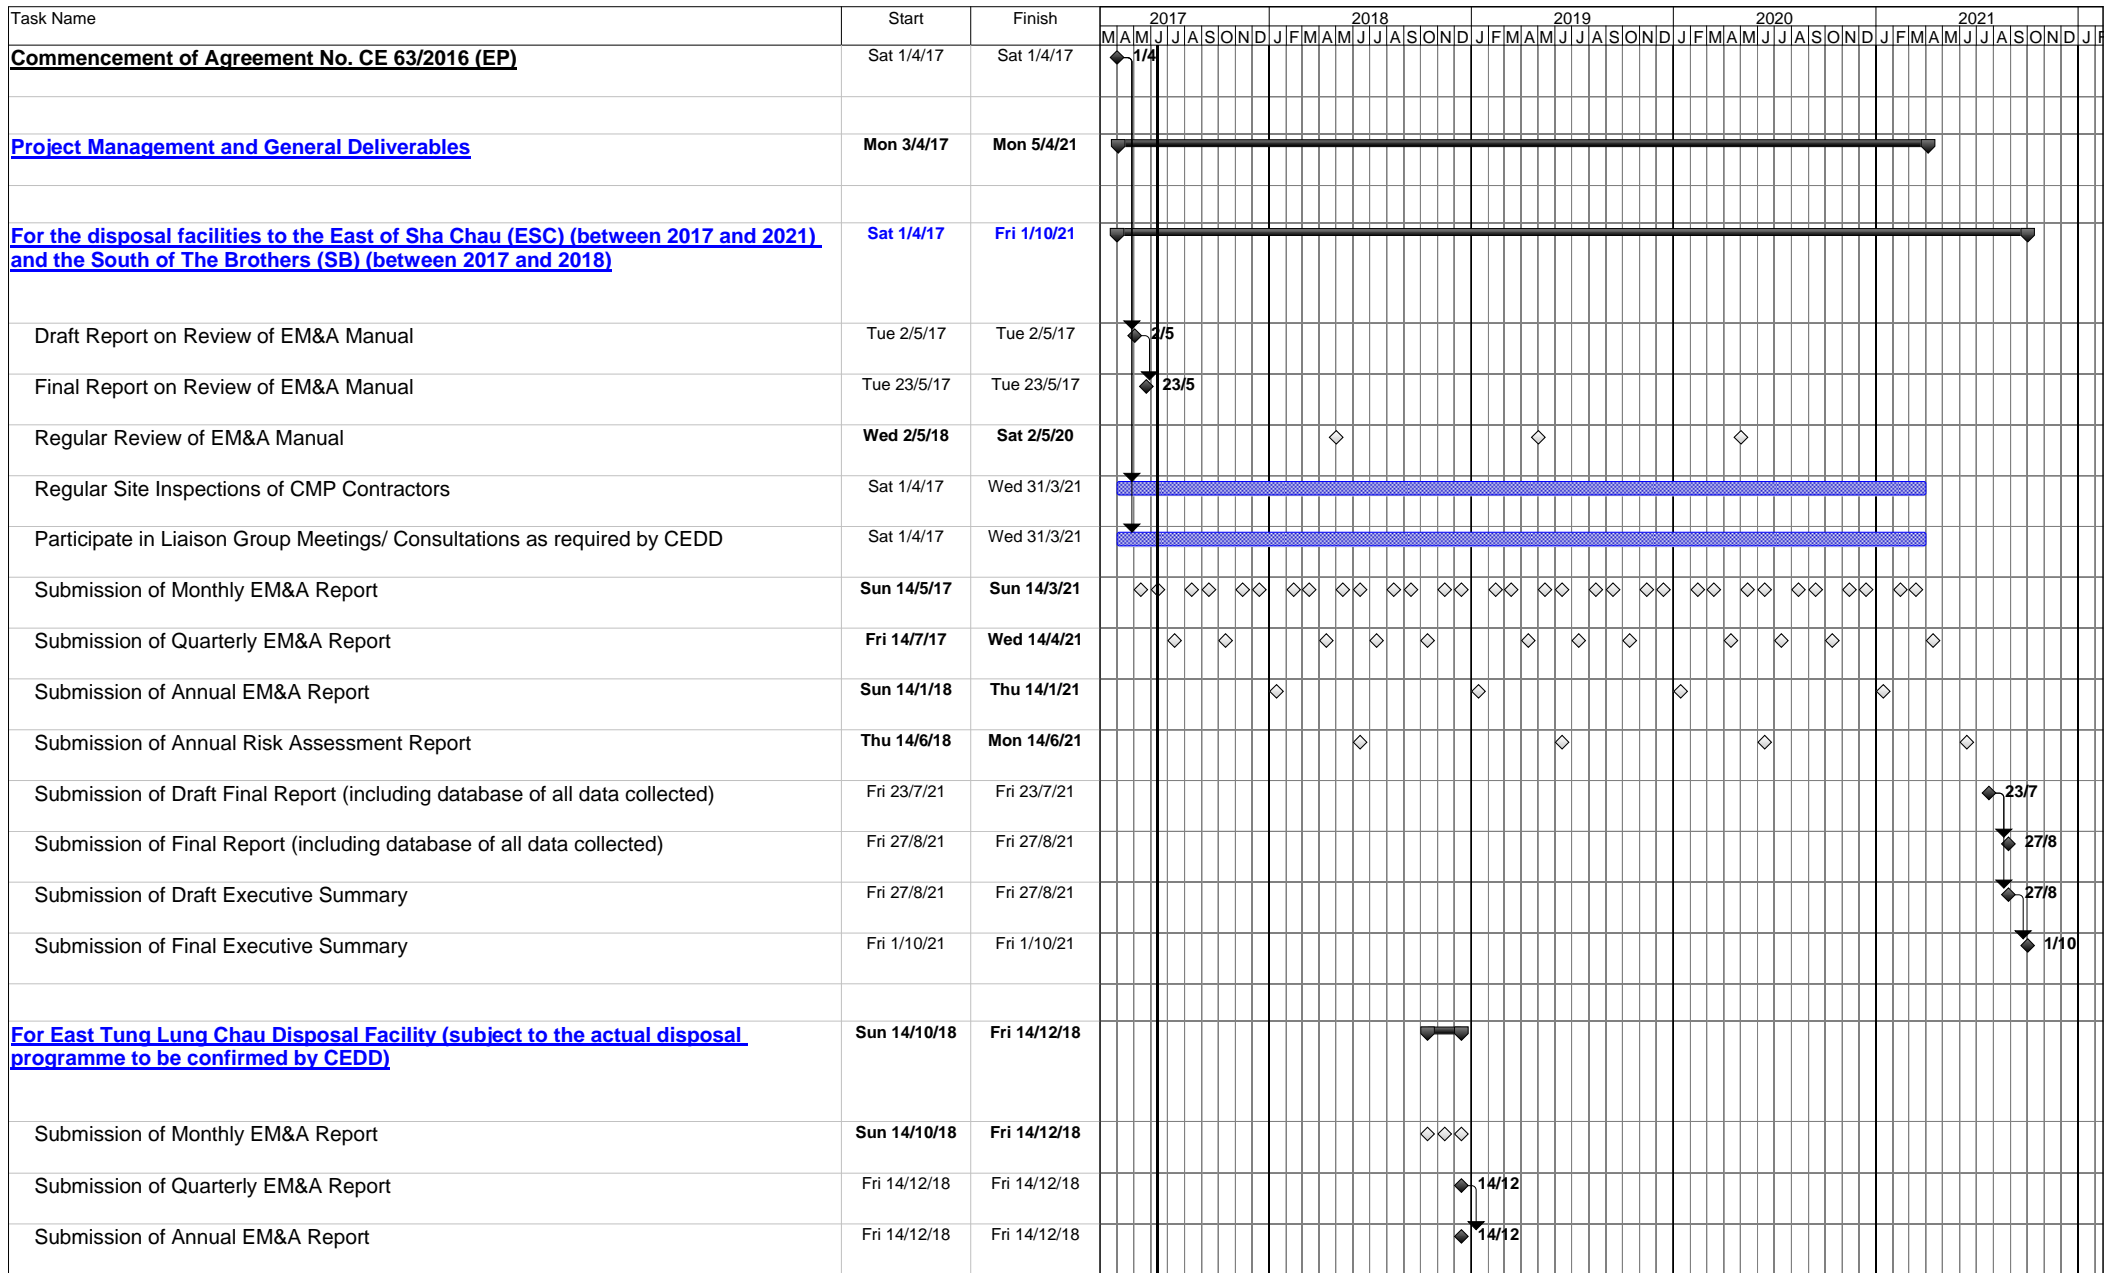 Task Name Start Finish 2017 2018 2019 2020 2021
M A M J J A S O N D J F M A M J J A S O N D J F M A M J J A S O N D J F M A M J J A S O N D J F M A M J J A S O N D J F
Commencement of Agreement No. CE 63/2016 (EP) Sat 1/4/17 Sat 1/4/17 1/4
Project Management and General Deliverables Mon 3/4/17 Mon 5/4/21
For the disposal facilities to the East of Sha Chau (ESC) (between 2017 and 2021) Sat 1/4/17 Fri 1/10/21
and the South of The Brothers (SB) (between 2017 and 2018)
Draft Report on Review of EM&A Manual Tue 2/5/17 Tue 2/5/17 2/5
Final Report on Review of EM&A Manual Tue 23/5/17 Tue 23/5/17 23/5
Regular Review of EM&A Manual Wed 2/5/18 Sat 2/5/20
Regular Site Inspections of CMP Contractors Sat 1/4/17 Wed 31/3/21
Participate in Liaison Group Meetings/ Consultations as required by CEDD Sat 1/4/17 Wed 31/3/21
Submission of Monthly EM&A Report Sun 14/5/17 Sun 14/3/21
Submission of Quarterly EM&A Report Fri 14/7/17 Wed 14/4/21
Submission of Annual EM&A Report Sun 14/1/18 Thu 14/1/21
Submission of Annual Risk Assessment Report Thu 14/6/18 Mon 14/6/21
Submission of Draft Final Report (including database of all data collected) Fri 23/7/21 Fri 23/7/21 23/7
Submission of Final Report (including database of all data collected) Fri 27/8/21 Fri 27/8/21 27/8
Submission of Draft Executive Summary Fri 27/8/21 Fri 27/8/21 27/8
Submission of Final Executive Summary Fri 1/10/21 Fri 1/10/21 1/10
For East Tung Lung Chau Disposal Facility (subject to the actual disposal Sun 14/10/18 Fri 14/12/18
programme to be confirmed by CEDD)
Submission of Monthly EM&A Report Sun 14/10/18 Fri 14/12/18
Submission of Quarterly EM&A Report Fri 14/12/18 Fri 14/12/18 14/12
Submission of Annual EM&A Report Fri 14/12/18 Fri 14/12/18 14/12